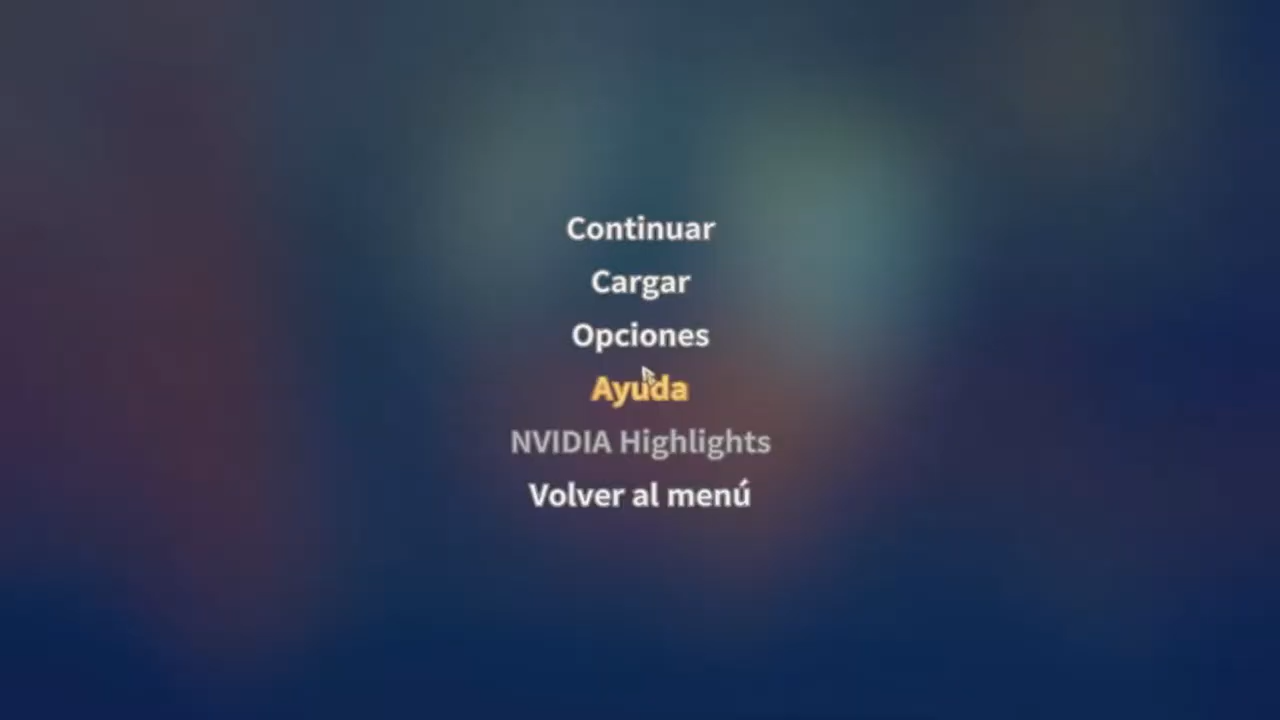 Continuar
Cargar
Opciones
Ayuda
NVIDIA Highlights
Volver al menú